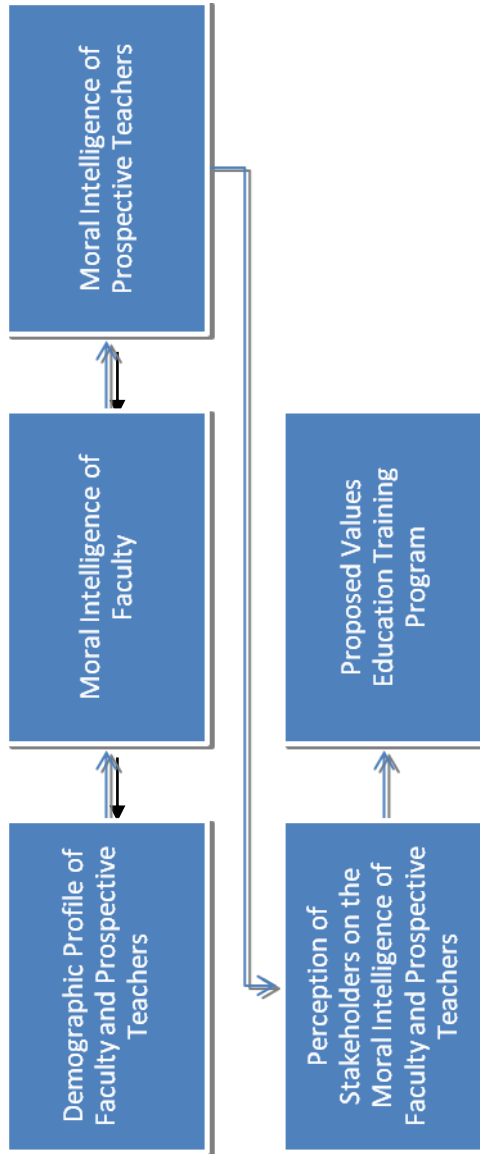 Demographic Profile of
Faculty and Prospective
Teachers
Moral Intelligence of
Faculty
Moral Intelligence of
Prospective Teachers
Perception of
Stakeholders on the
Moral Intelligence of
Faculty and Prospective
Teachers
Proposed Values
Education Training
Program